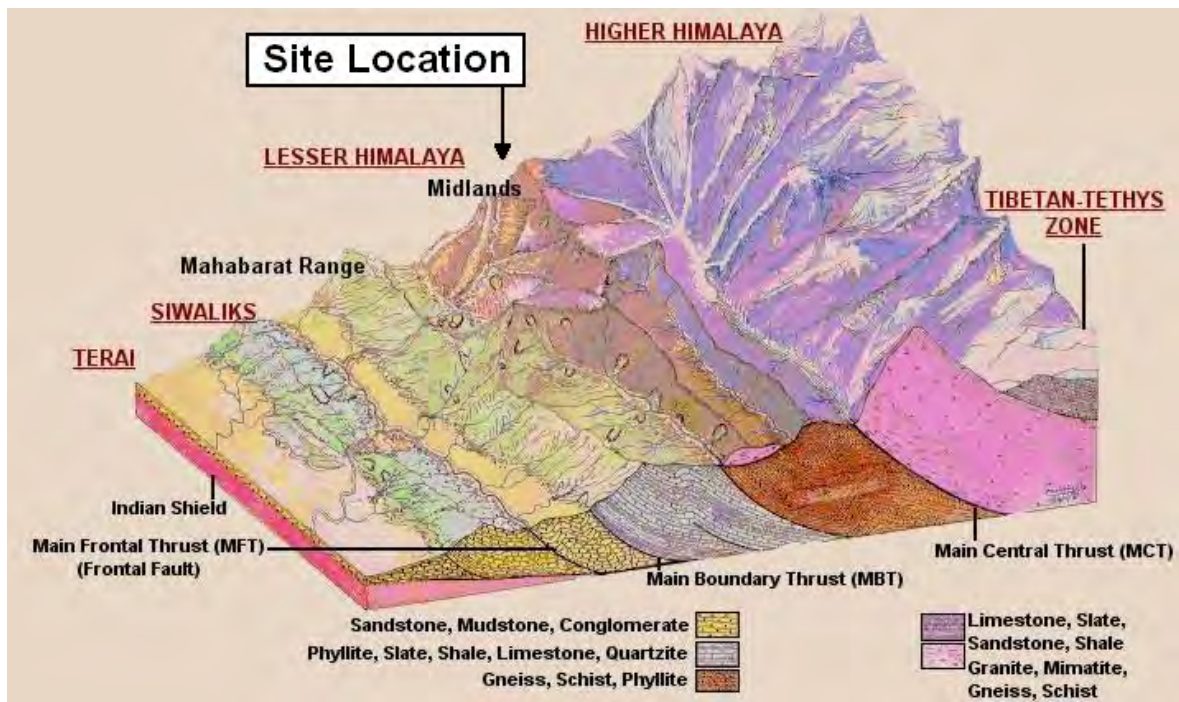 Site Location
HIGHER HIMALAYA
LESSER HIMALAYA
Midlands
TIBETAN-TETHYS
ZONE
Mahabarat Range
SIWALIKS
TERAI
Indian Shield
Main Frontal Thrust (MFT)
(Frontal Fault)
Main Boundary Thrust (MBT)
Main Central Thrust (MCT)
Sandstone, Mudstone, Conglomerate
Phyllite, Slate, Shale, Limestone, Quartzite
Gneiss, Schist, Phyllite
Limestone, Slate,
Sandstone, Shale
Granite, Mimatite,
Gneiss, Schist